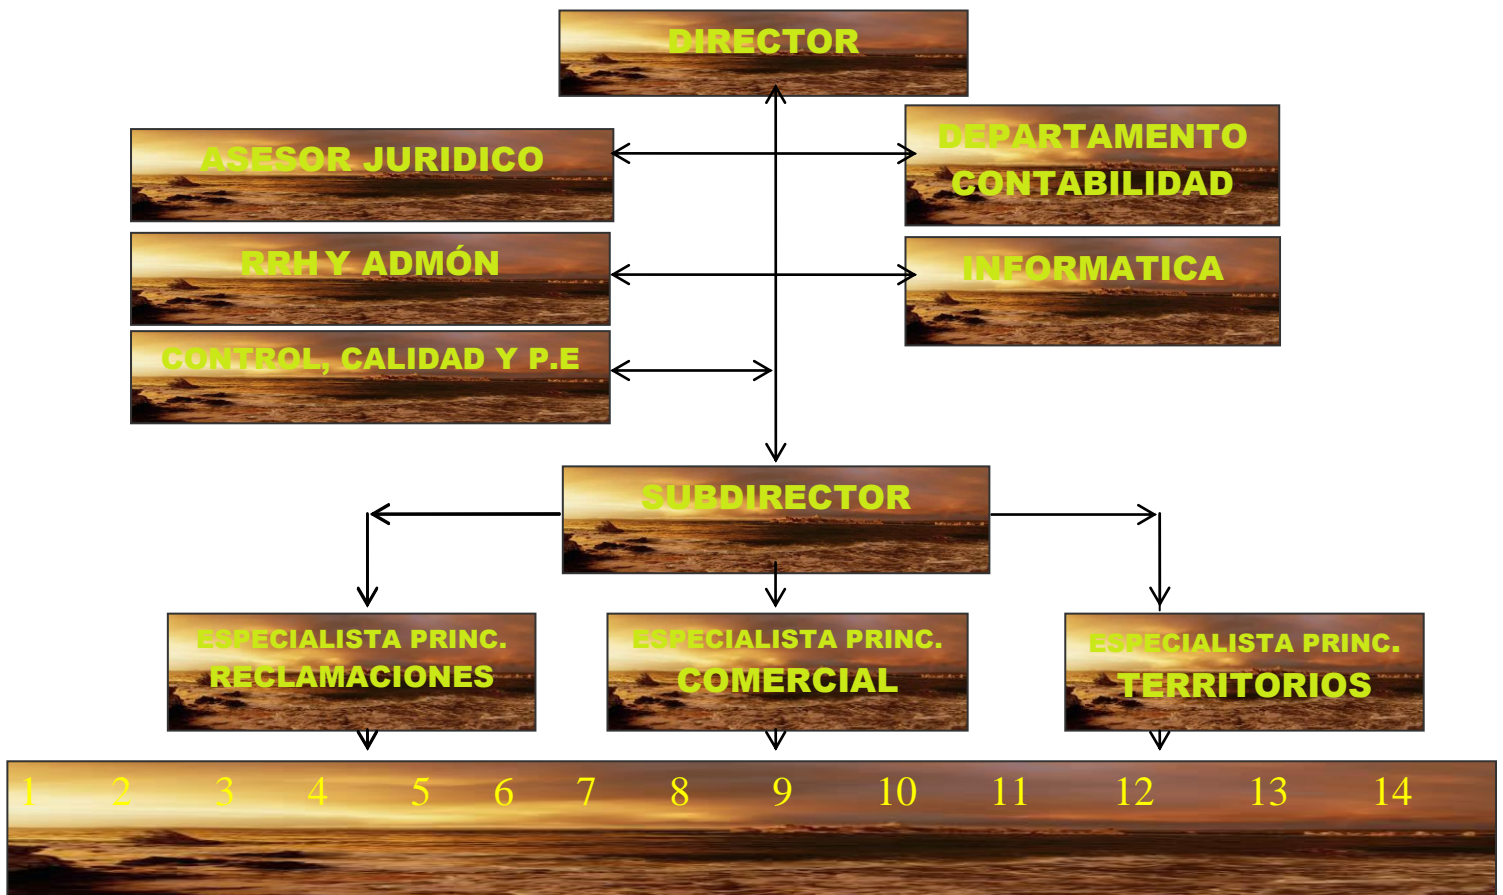 DIRECTOR
ASESOR JURIDICO
DEPARTAMENTO
CONTABILIDAD
RRH Y ADMÓN
INFORMATICA
CONTROL, CALIDAD Y P.E
SUBDIRECTOR
ESPECIALISTA PRINC.
RECLAMACIONES
ESPECIALISTA PRINC.
COMERCIAL
ESPECIALISTA PRINC.
TERRITORIOS
1 2 3 4 5 6 7 8 9 10 11 12 13 14